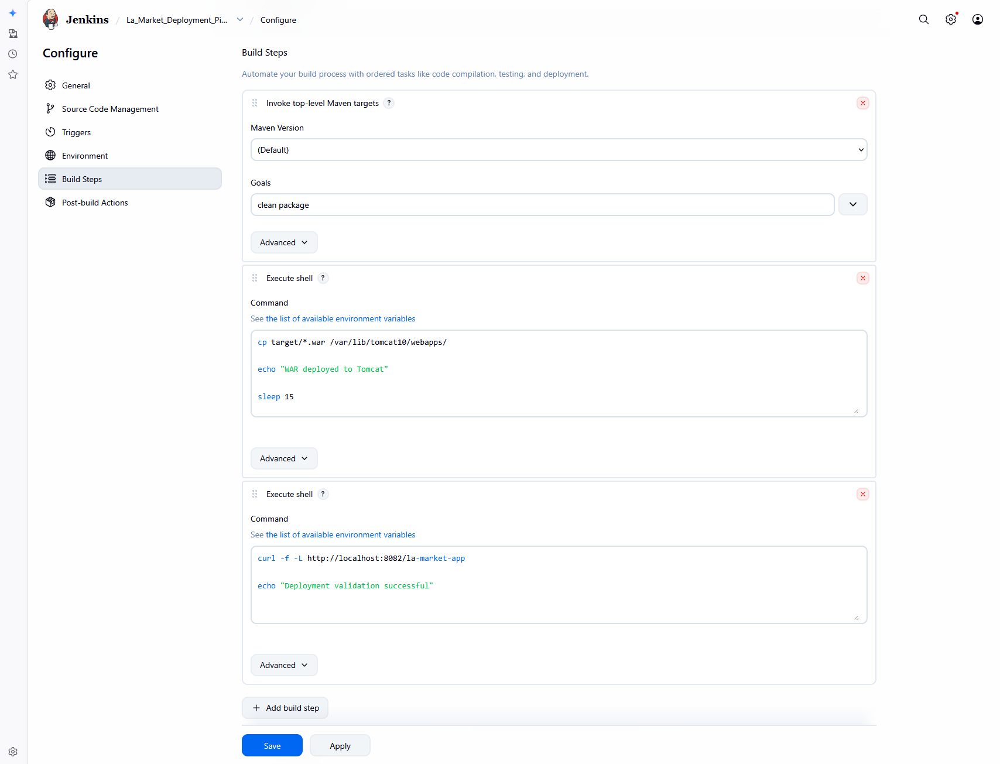 Jenkins / La_Market_Deployment_Pi... / Configure
Configure
General
Source Code Management
Triggers
Environment
Build Steps
Post-build Actions
Build Steps
Automate your build process with ordered tasks like code compilation, testing, and deployment.
Invoke top-level Maven targets ?
Maven Version
(Default)
Goals
clean package
Advanced
Execute shell ?
Command
See the list of available environment variables
cp target/*.war /var/lib/tomcat10/webapps/
echo "WAR deployed to Tomcat"
sleep 15
Advanced
Execute shell ?
Command
See the list of available environment variables
curl -f -L http://localhost:8082/la-market-app
echo "Deployment validation successful"
Advanced
+ Add build step
Save
Apply